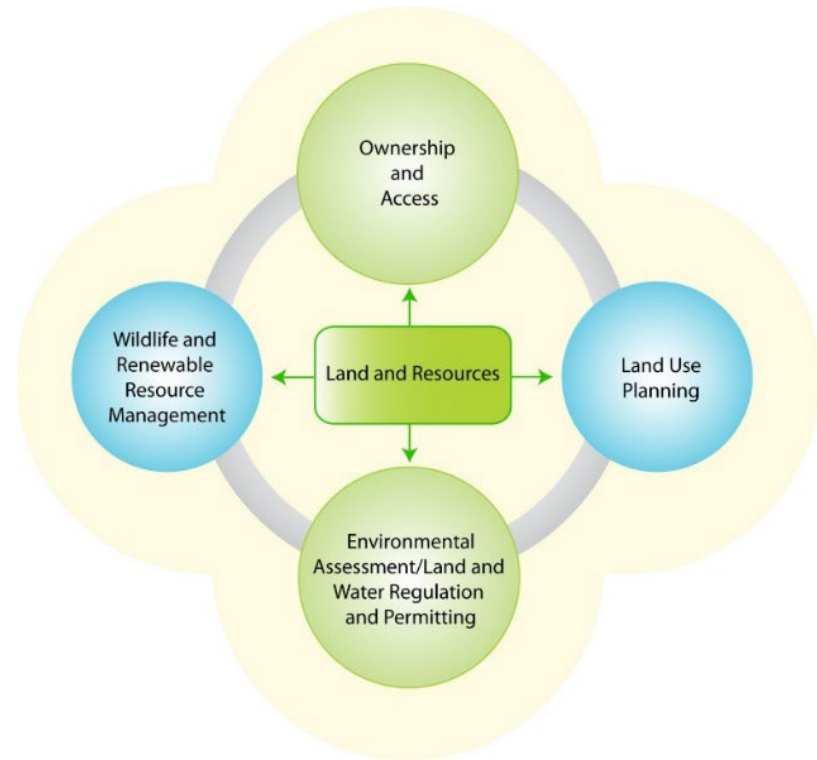 Ownership
and
Access
Wildlife and
Renewable
Resource
Management
Land and Resources
Land Use
Planning
Environmental
Assessment/Land and
Water Regulation
and Permitting